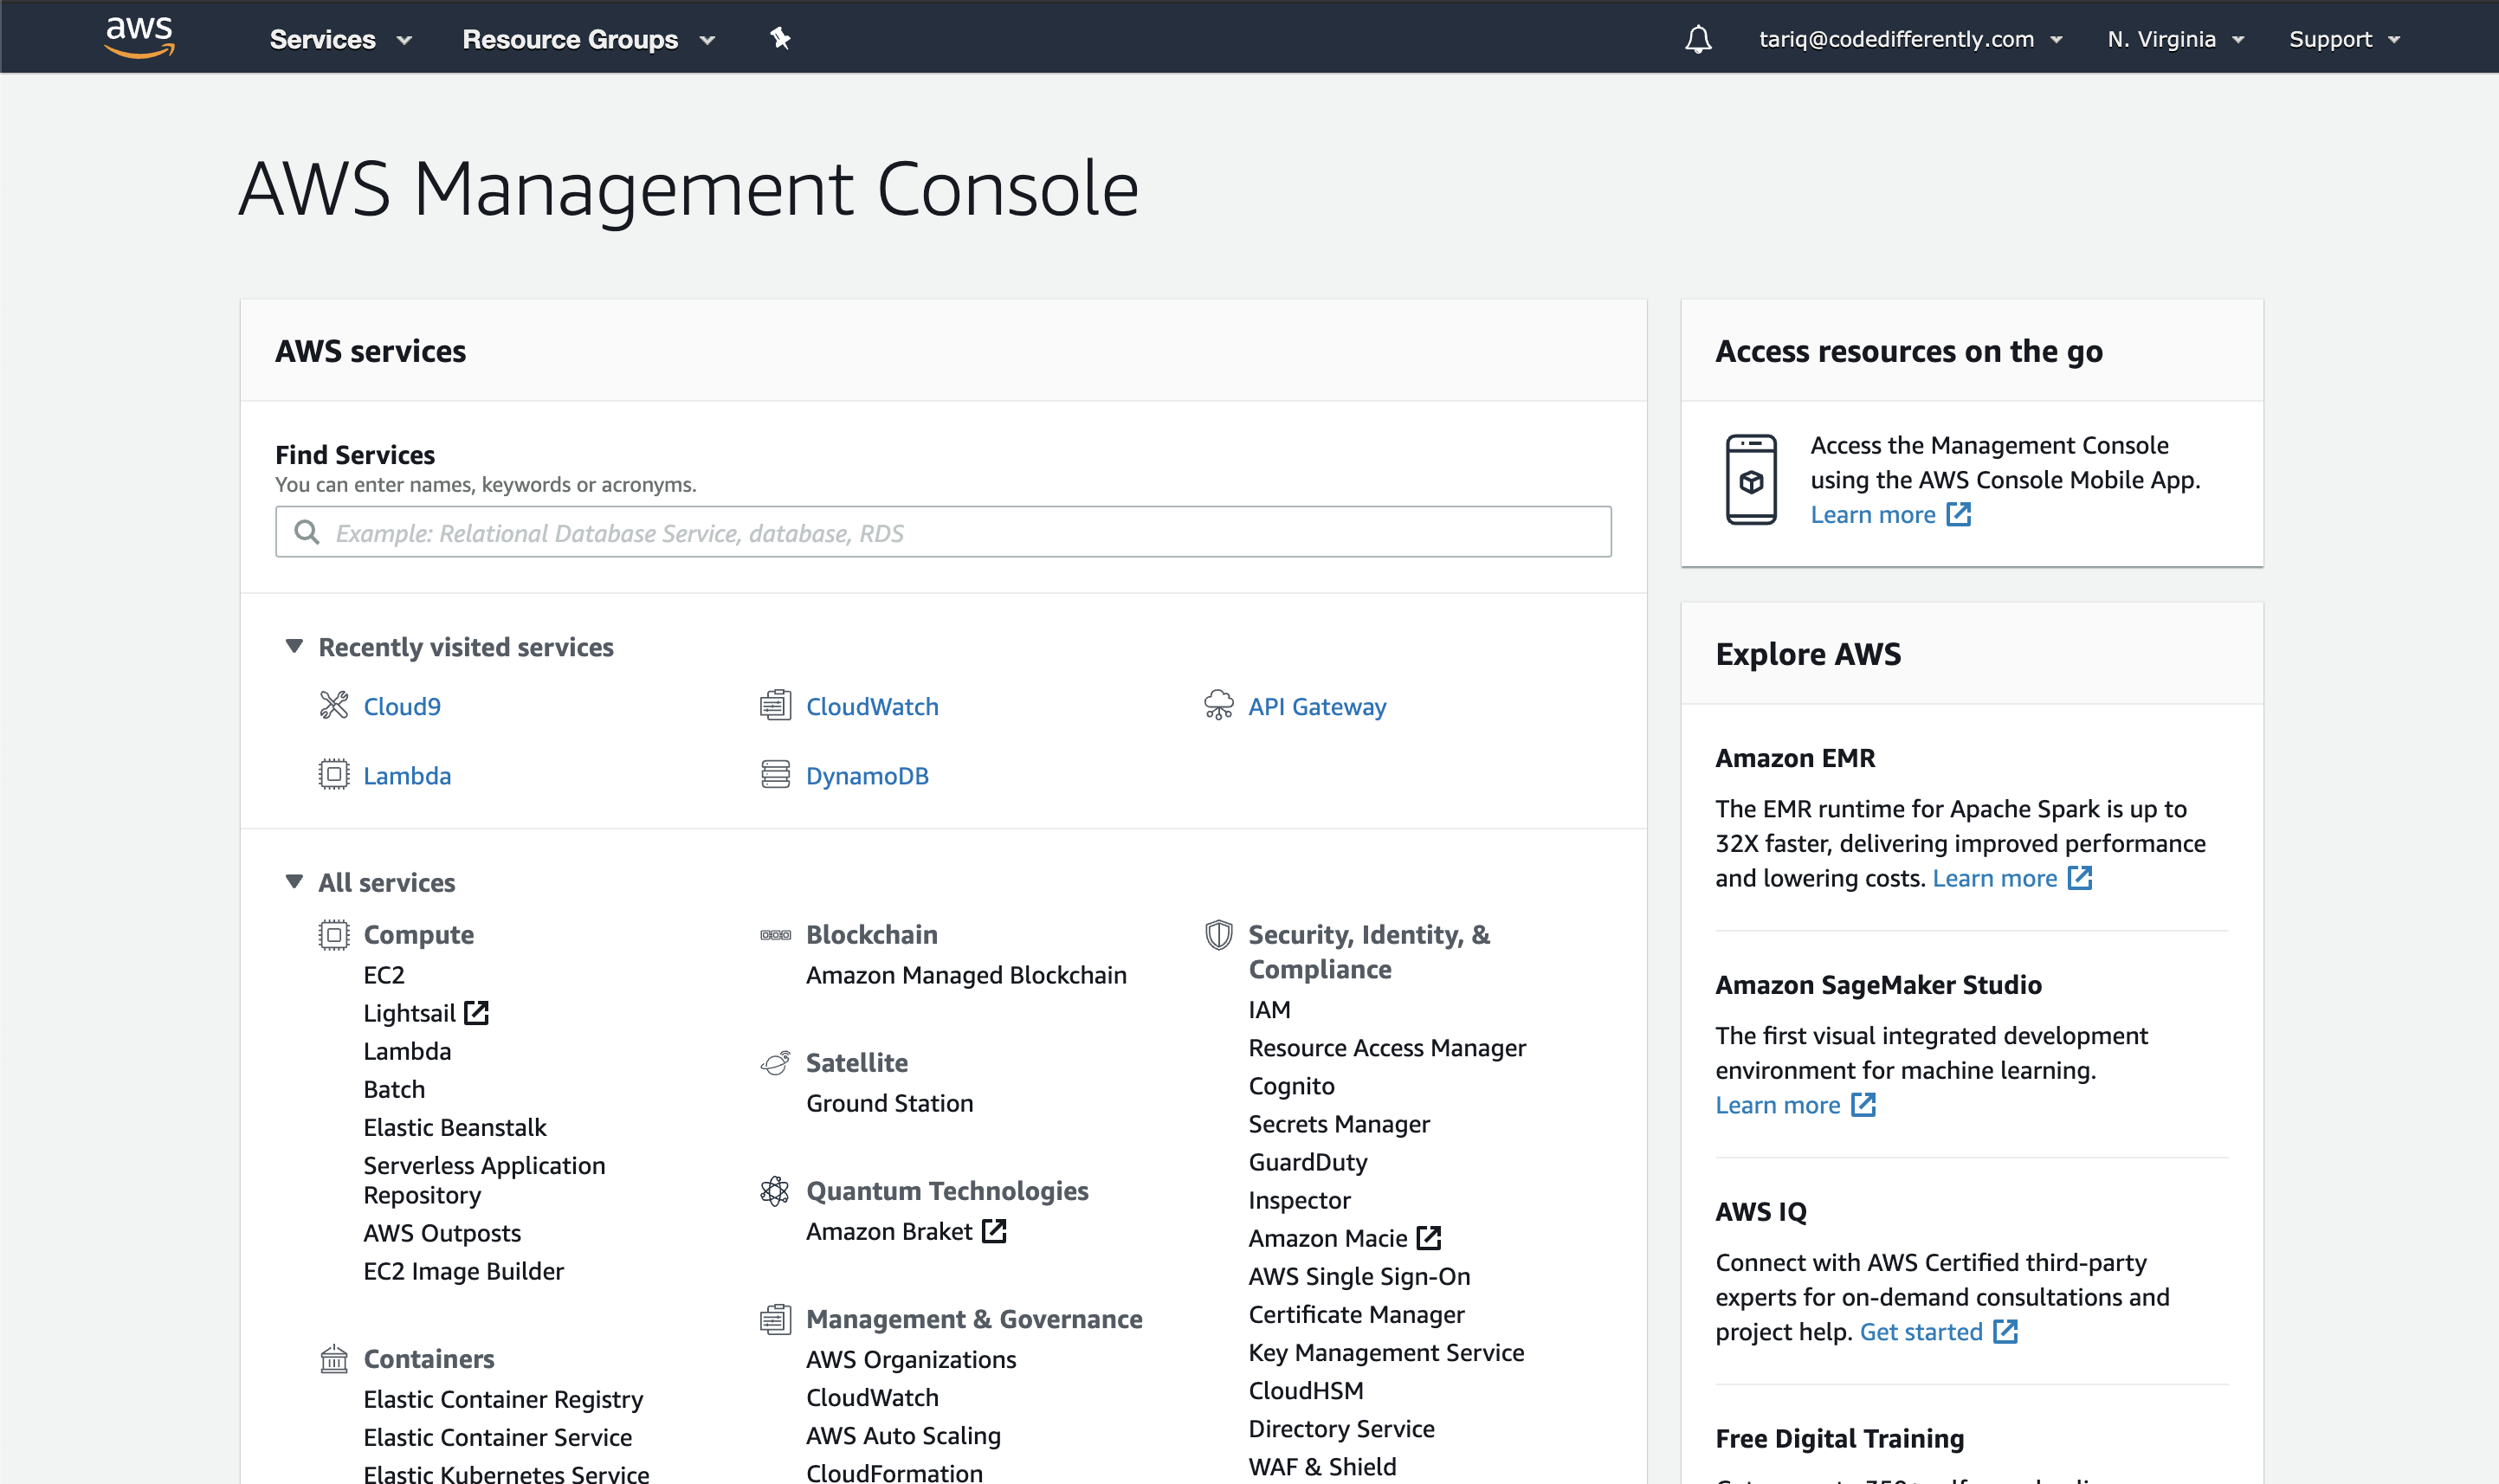 aws
Services
Resource Groups
tariq@codedifferently.com
N. Virginia
Support
AWS Management Console
AWS services
Find Services
You can enter names, keywords or acronyms.
Example: Relational Database Service, database, RDS
Recently visited services
Cloud9
CloudWatch
API Gateway
Lambda
DynamoDB
All services
Compute
EC2
Lightsail
Lambda
Batch
Elastic Beanstalk
Serverless Application
Repository
AWS Outposts
EC2 Image Builder
Containers
Elastic Container Registry
Elastic Container Service
Elastic Kubernetes Service
Blockchain
Amazon Managed Blockchain
Satellite
Ground Station
Quantum Technologies
Amazon Braket
Management & Governance
AWS Organizations
CloudWatch
AWS Auto Scaling
CloudFormation
Security, Identity, &
Compliance
IAM
Resource Access Manager
Cognito
Secrets Manager
GuardDuty
Inspector
Amazon Macie
AWS Single Sign-On
Certificate Manager
Key Management Service
CloudHSM
Directory Service
WAF & Shield
Access resources on the go
Access the Management Console
using the AWS Console Mobile App.
Learn more
Explore AWS
Amazon EMR
The EMR runtime for Apache Spark is up to
32X faster, delivering improved performance
and lowering costs. Learn more
Amazon SageMaker Studio
The first visual integrated development
environment for machine learning.
Learn more
AWS IQ
Connect with AWS Certified third-party
experts for on-demand consultations and
project help. Get started
Free Digital Training